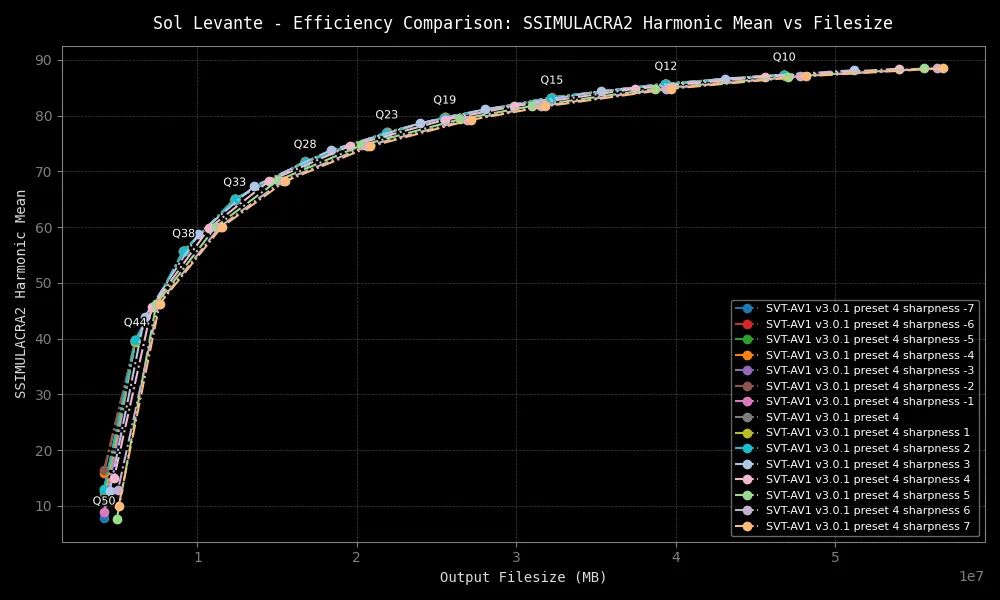 Sol Levante - Efficiency Comparison: SSIMULACRA2 Harmonic Mean vs Filesize
SSIMULACRA2 Harmonic Mean
90
80
70
60
50
40
30
20
10
Q10
Q12
Q15
Q19
Q23
Q28
Q33
Q38
Q44
Q50
SVT-AV1 v3.0.1 preset 4 sharpness -7
SVT-AV1 v3.0.1 preset 4 sharpness -6
SVT-AV1 v3.0.1 preset 4 sharpness -5
SVT-AV1 v3.0.1 preset 4 sharpness -4
SVT-AV1 v3.0.1 preset 4 sharpness -3
SVT-AV1 v3.0.1 preset 4 sharpness -2
SVT-AV1 v3.0.1 preset 4 sharpness -1
SVT-AV1 v3.0.1 preset 4
SVT-AV1 v3.0.1 preset 4 sharpness 1
SVT-AV1 v3.0.1 preset 4 sharpness 2
SVT-AV1 v3.0.1 preset 4 sharpness 3
SVT-AV1 v3.0.1 preset 4 sharpness 4
SVT-AV1 v3.0.1 preset 4 sharpness 5
SVT-AV1 v3.0.1 preset 4 sharpness 6
SVT-AV1 v3.0.1 preset 4 sharpness 7
1 2 3 4 5
1e7
Output Filesize (MB)